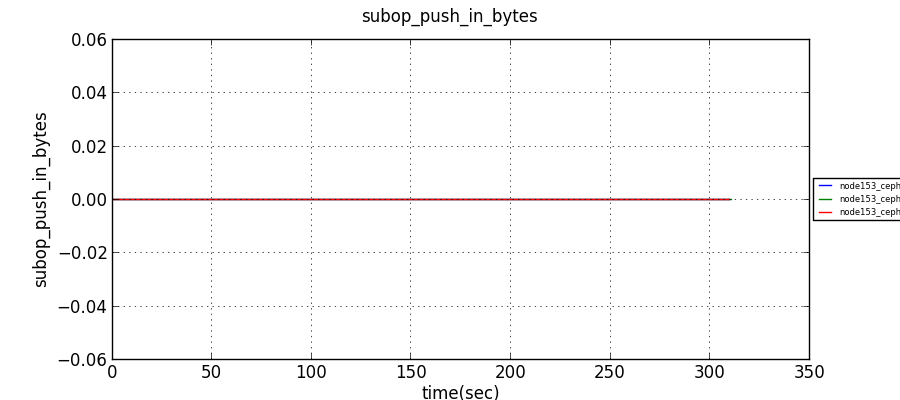 subop_push_in_bytes
0.06
0.04
0.02
0.00
−0.02
−0.04
−0.06
subop_push_in_bytes
0 50 100 150 200 250 300 350
time(sec)
node153_ceph
node153_ceph
node153_ceph